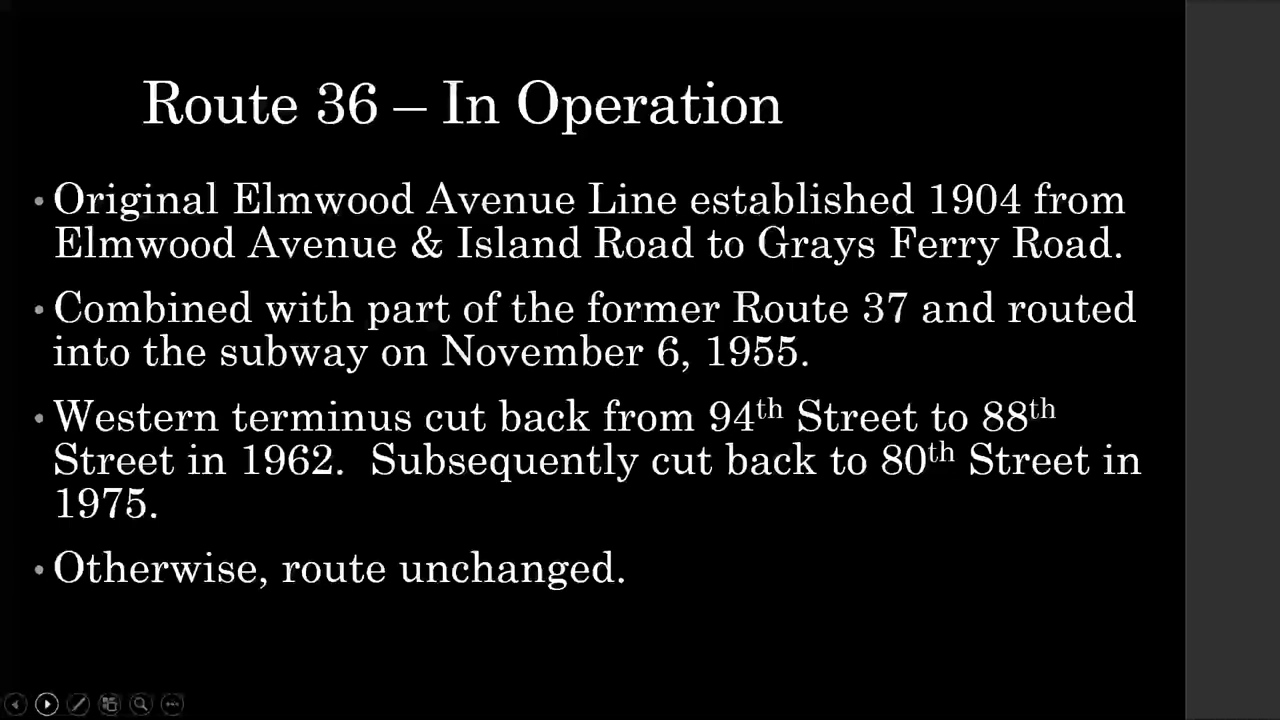 Route 36 – In Operation
• Original Elmwood Avenue Line established 1904 from
Elmwood Avenue & Island Road to Grays Ferry Road.
• Combined with part of the former Route 37 and routed
into the subway on November 6, 1955.
• Western terminus cut back from 94th Street to 88th
Street in 1962.  Subsequently cut back to 80th Street in
1975.
• Otherwise, route unchanged.